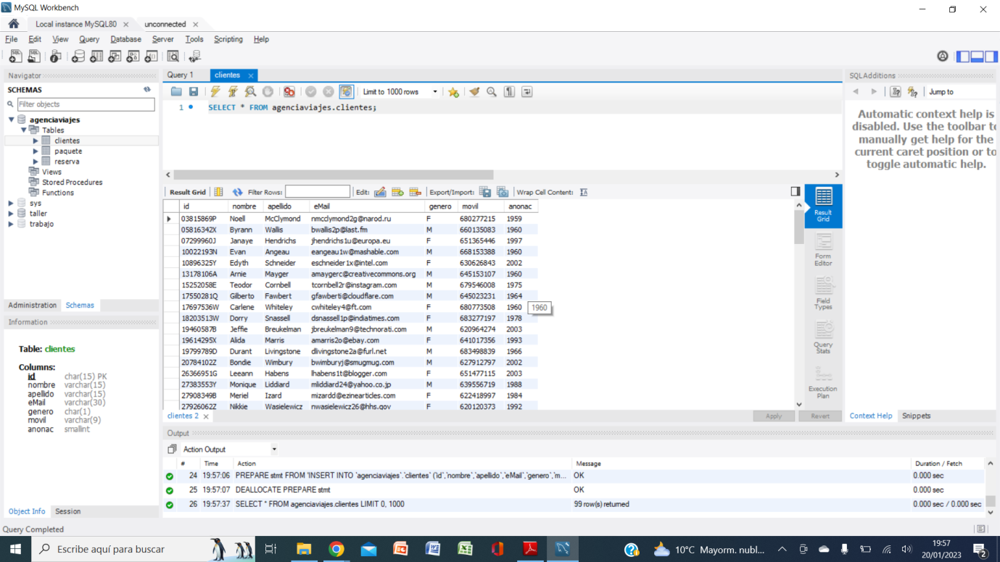 MySQL Workbench
Local instance MySQL80
unconnected
File Edit View Query Database Server Tools Scripting Help
Navigator
SCHEMAS
Filter objects
agenciaviajes
Tables
clientes
paquete
reserva
Views
Stored Procedures
Functions
sys
taller
trabajo
Administration Schemas
Information
Table: clientes
Columns:
id char(15) PK
nombre varchar(15)
apellido varchar(15)
eMail varchar(30)
genero char(1)
movil varchar(9)
anonac smallint
Object Info Session
Query 1 clientes
Limit to 1000 rows
1 SELECT * FROM agenciaviajes.clientes;
Result Grid Filter Rows: Edit: Export/Import: Wrap Cell Content:
id nombre apellido eMail genero movil anonac
03815869P Noell McClymond nmcclymond2g@narod.ru F 680277215 1959
05816342X Byrann Wallis bwallis2p@last.fm M 660135083 1960
07299960J Janaye Hendrichs jhendrichs1u@europa.eu F 651365446 1997
10022193N Evan Angeau eangeau1w@mashable.com M 668153388 1960
10896325Y Edyth Schneider eschneider1x@intel.com F 630626843 2002
13178106A Arnie Mayger amaygerc@creativecommons.org M 645153107 1960
15252058E Teodor Cornbell tcornbell2r@instagram.com M 679546008 1975
17550281Q Gilberto Fawbert gfawberti@cloudflare.com M 645023231 1964
17697536W Carlene Whiteley cwhiteley4@ft.com M 680773508 1960
1960
18203513W Dorry Snassell dsnassell1p@indiatimes.com F 683277197 1978
19460587B Jeffie Breukelman jbreukelman9@technorati.com M 620964274 2003
19614295X Alida Marris amarris2o@ebay.com F 641017356 1993
19799789D Durant Livingstone dlivingstone2a@furl.net M 683498839 1966
20784102Z Bondie Wimbury bwimburyj@smugmug.com M 627912797 2002
26366951G Leeann Habens lhabens1t@blogger.com F 651477115 2003
27383553Y Monique Liddiard mliddiard24@yahoo.co.jp M 639556719 1988
27908349B Meriel Izard mizardd@ezinearticles.com F 622418997 1984
27926062Z Nikkie Wasielewicz nwasielewicz26@hhs.gov F 620120373 1992
Result Grid
Form Editor
Field Types
Query Stats
Execution Plan
clientes 2
Apply Revert
SQLAdditions
Jump to
Automatic context help is
disabled. Use the toolbar to
manually get help for the
current caret position or to
toggle automatic help.
Context Help Snippets
Output
Action Output
# Time Action Message Duration / Fetch
24 19:57:06 PREPARE stmt FROM 'INSERT INTO `agenciaviajes`.`clientes` (`id`,`nombre`,`apellido`,`eMail`,`genero`,`m... OK 0.000 sec
25 19:57:07 DEALLOCATE PREPARE stmt OK 0.000 sec
26 19:57:37 SELECT * FROM agenciaviajes.clientes LIMIT 0, 1000 99 row(s) returned 0.000 sec / 0.000 sec
Query Completed
Escribe aquí para buscar
10°C Mayorm. nubl...
19:57
20/01/2023
2